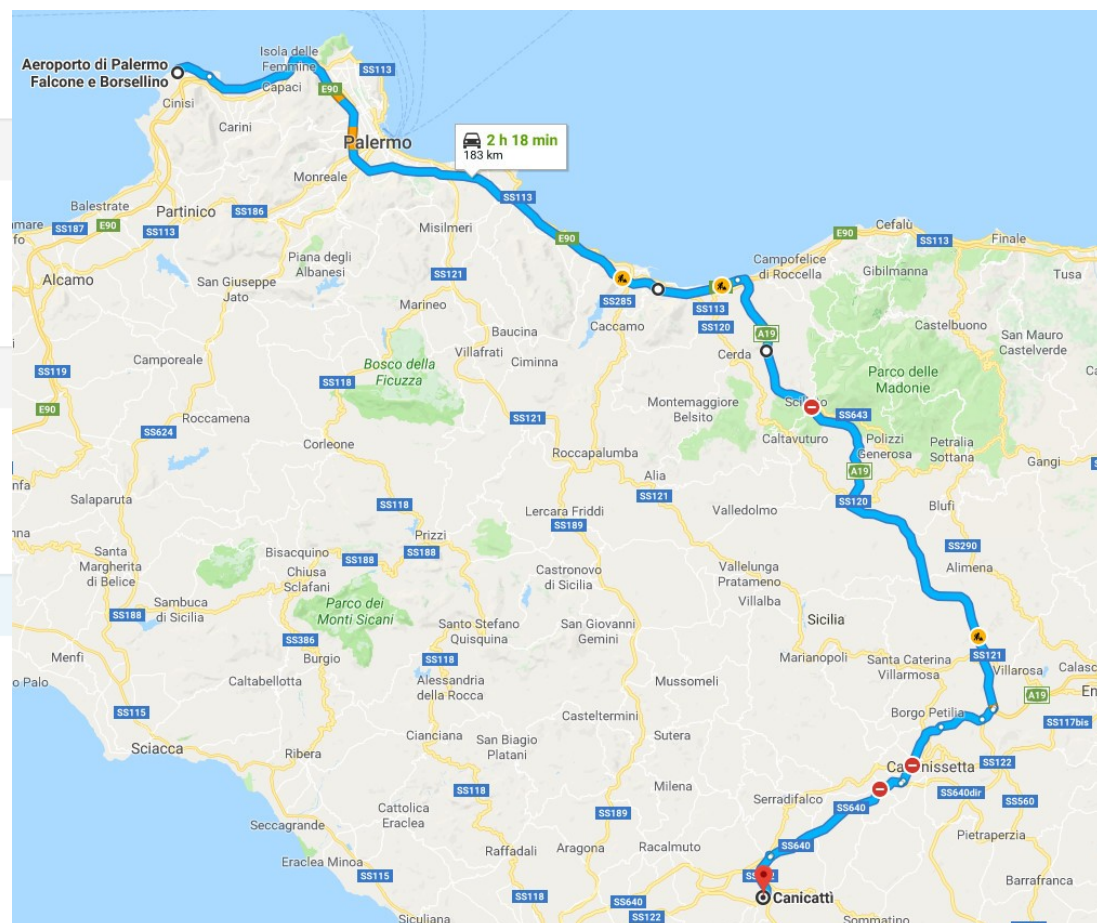 Aeroporto di Palermo
Falcone e Borsellino
Isola delle
Femmine
SS113
Cinisi
Capaci
E90
Carini
Palermo
2 h 18 min
183 km
Monreale
SS113
Balestrate
Partinico
SS186
SS187
E90
SS113
Misilmeri
E90
Cefalù
SS113
Finale
Campofelice
di Roccella
Gibilmanna
Tusa
Alcamo
Piana degli
Albanesi
SS121
San Giuseppe
Jato
Marineo
SS285
SS113
SS120
Caccamo
Baucina
Castelbuono
San Mauro
Castelverde
A19
Villafrati
Ciminna
Cerda
Camporeale
Bosco della
Ficuzza
SS119
SS118
Parco delle
Madonie
E90
Roccamena
Montemaggiore
Belsito
SS643
SS624
SS121
Caltavuturo
Polizzi
Generosa
Petralia
Sottana
Corleone
Roccapalumba
Gangi
Alia
A19
Salaparuta
SS121
SS120
SS118
Lercara Friddi
Valledolmo
Blufi
SS189
Prizzi
SS290
Santa
Margherita
di Belice
Bisacquino
SS188
SS188
Chiusa
Sclafani
Castronovo
di Sicilia
Vallelunga
Pratameno
Alimena
Villalba
Sambuca
di Sicilia
SS188
Parco dei
Monti Sicani
Santo Stefano
Quisquina
San Giovanni
Gemini
Sicilia
SS386
Menfi
Burgio
SS118
Marianopoli
Santa Caterina
Villarmosa
SS121
Villarosa
Caltabellotta
Alessandria
della Rocca
Mussomeli
A19
SS115
Casteltermini
Borgo Petilia
SS117bis
Sciacca
Ribera
Cianciana
San Biagio
Platani
Sutera
SS122
SS118
Milena
Serradifalco
SS640dir
SS640
SS560
Cattolica
Eraclea
SS189
Seccagrande
Pietraperzia
Raffadali
Aragona
Racalmuto
SS640
Eraclea Minoa
SS115
Barrafranca
Canicattì
SS640
SS122
Siculiana
Sommatino